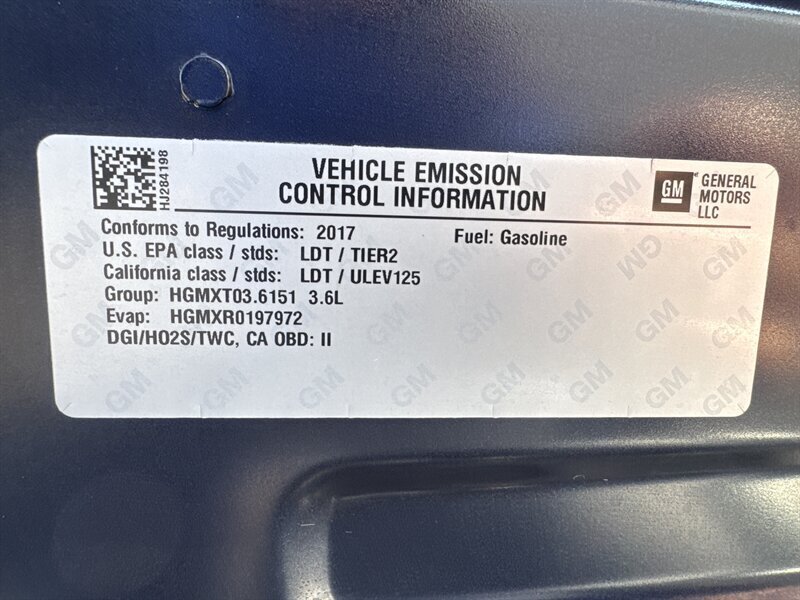 HJ284198
VEHICLE EMISSION
CONTROL INFORMATION
GM
GENERAL
MOTORS
LLC
Conforms to Regulations: 2017
Fuel: Gasoline
U.S. EPA class / stds: LDT / TIER2
California class / stds: LDT / ULEV125
Group: HGMXT03.6151 3.6L
Evap: HGMXR0197972
DGI/HO2S/TWC, CA OBD: II